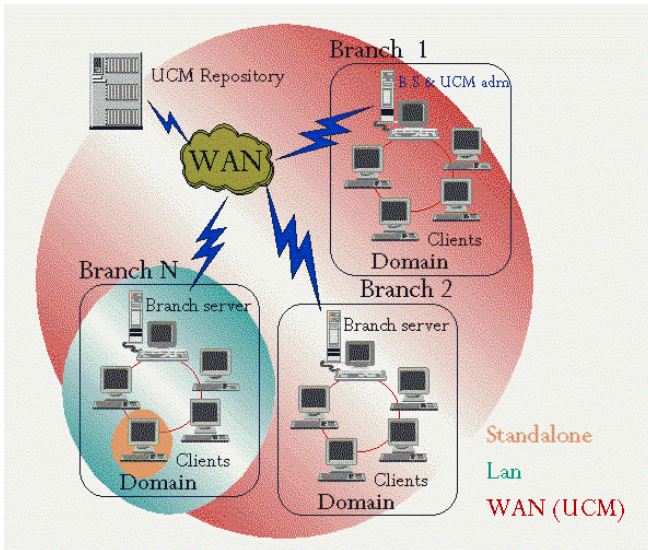 Branch 1
UCM Repository
B.S & UCM adm
WAN
Clients
Domain
Branch N
Branch 2
Branch server
Branch server
Standalone
Clients
Clients
Lan
Domain
Domain
WAN (UCM)